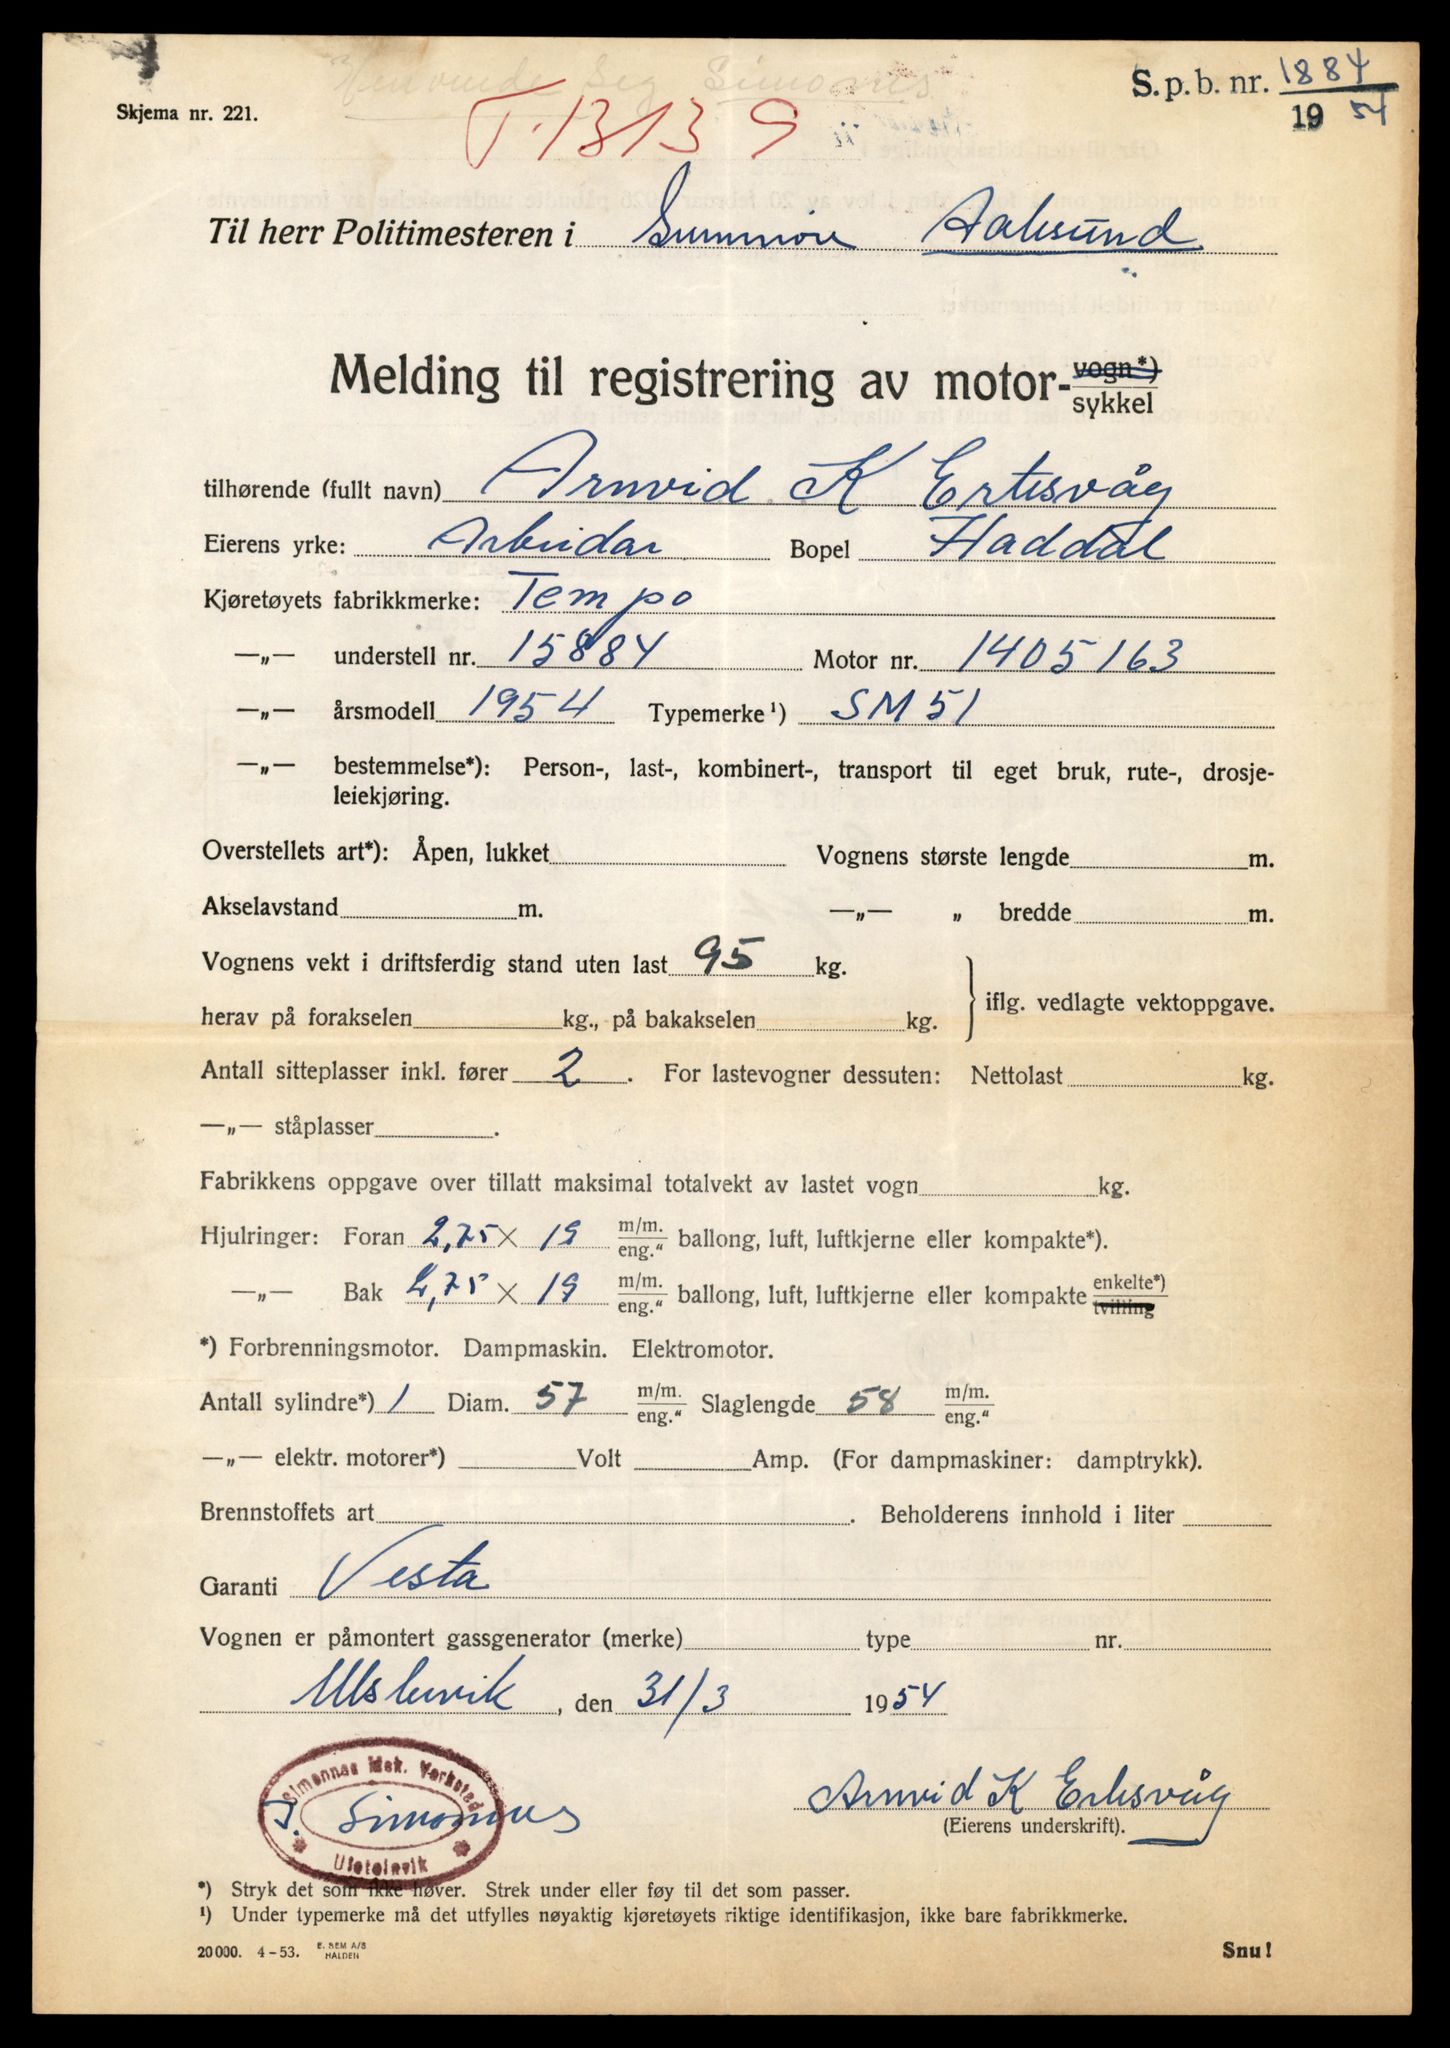 Henvende seg Simonnes
S.p.b. nr. 1884
19 54
Skjema nr. 221.
T-13139
Til herr Politimesteren i Sunnmøre Aalesund
Melding til registrering av motor-vogn*)
sykkel
tilhørende (fullt navn) Arnvid K Ertesvåg
Eierens yrke: Arbeidar Bopel Haddal
Kjøretøyets fabrikkmerke: Tempo
—„— understell nr. 15884 Motor nr. 1405163
—„— årsmodell 1954 Typemerke¹) SM 51
—„— bestemmelse*): Person-, last-, kombinert-, transport til eget bruk, rute-, drosje-
leiekjøring.
Overstellets art*): Åpen, lukket Vognens største lengde m.
Akselavstand m. —„— „ bredde m.
Vognens vekt i driftsferdig stand uten last 95 kg.
herav på forakselen kg., på bakakselen kg. } iflg. vedlagte vektoppgave.
Antall sitteplasser inkl. fører 2. For lastevogner dessuten: Nettolast kg.
—„— ståplasser .
Fabrikkens oppgave over tillatt maksimal totalvekt av lastet vogn kg.
Hjulringer: Foran 2,75 × 19 m/m. eng.“ ballong, luft, luftkjerne eller kompakte*).
—„— Bak 2,75 × 19 m/m. eng.“ ballong, luft, luftkjerne eller kompakte enkelte*) tvilling
*) Forbrenningsmotor. Dampmaskin. Elektromotor.
Antall sylindre*) 1 Diam. 57 m/m. eng.“ Slaglengde 58 m/m. eng.“
—„— elektr. motorer*) Volt Amp. (For dampmaskiner: damptrykk).
Brennstoffets art . Beholderens innhold i liter
Garanti Vesta
Vognen er påmontert gassgenerator (merke) type nr.
Ulsteinvik, den 31/3 1954
Simonnes Mek. Verksted
J. Simonnes
Ulsteinvik
Arnvid K Ertesvåg
(Eierens underskrift).
*) Stryk det som ikke høver. Strek under eller føy til det som passer.
¹) Under typemerke må det utfylles nøyaktig kjøretøyets riktige identifikasjon, ikke bare fabrikkmerke.
20 000. 4-53. E. SEM A/S HALDEN Snu!